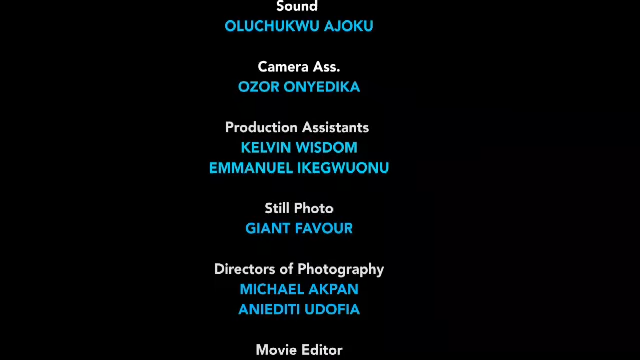 Sound
OLUCHUKWU AJOKU
Camera Ass.
OZOR ONYEDIKA
Production Assistants
KELVIN WISDOM
EMMANUEL IKEGWUONU
Still Photo
GIANT FAVOUR
Directors of Photography
MICHAEL AKPAN
ANIEDITI UDOFIA
Movie Editor